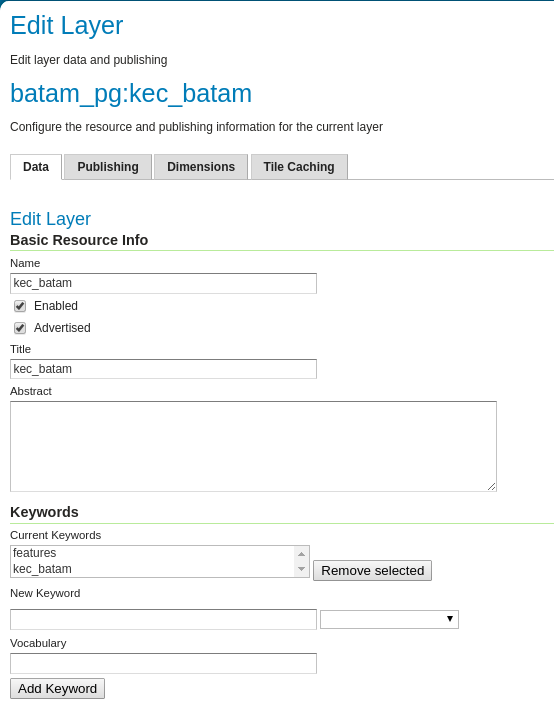 Edit Layer
Edit layer data and publishing
batam_pg:kec_batam
Configure the resource and publishing information for the current layer
Data Publishing Dimensions Tile Caching
Edit Layer
Basic Resource Info
Name
kec_batam
Enabled
Advertised
Title
kec_batam
Abstract
Keywords
Current Keywords
features
kec_batam
Remove selected
New Keyword
Vocabulary
Add Keyword